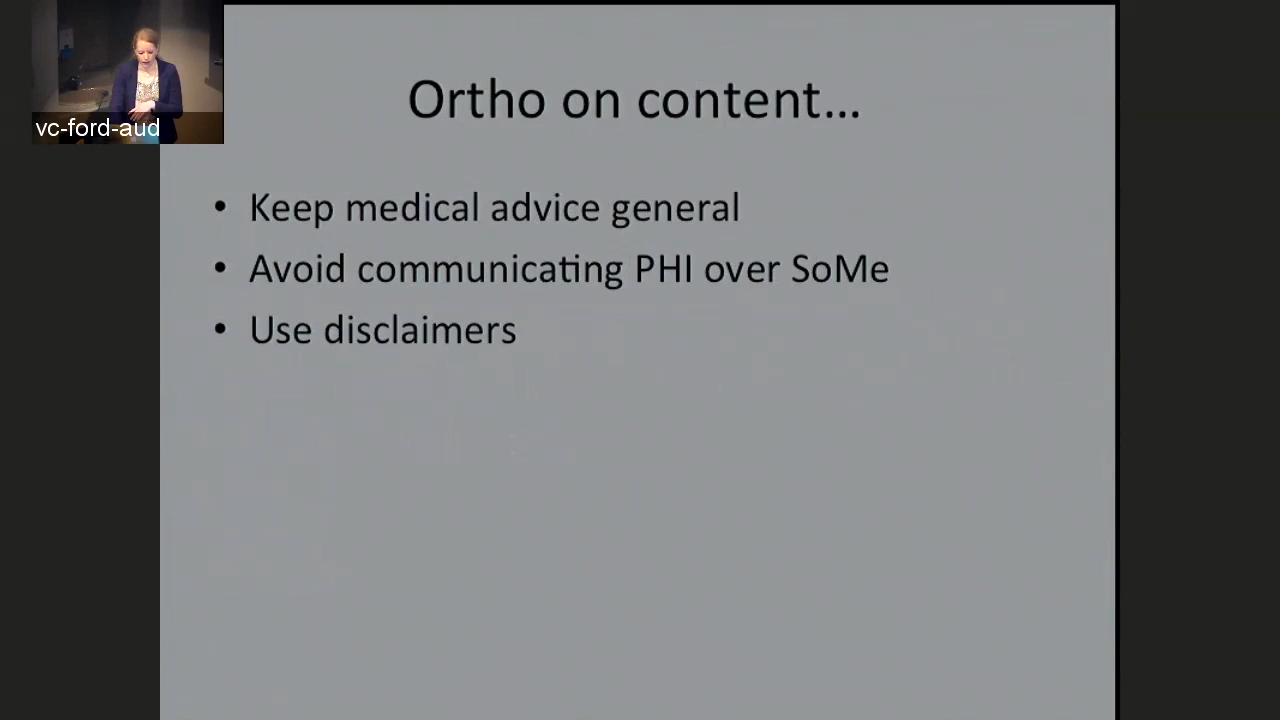 Ortho on content…
vc-ford-aud
• Keep medical advice general
• Avoid communicating PHI over SoMe
• Use disclaimers